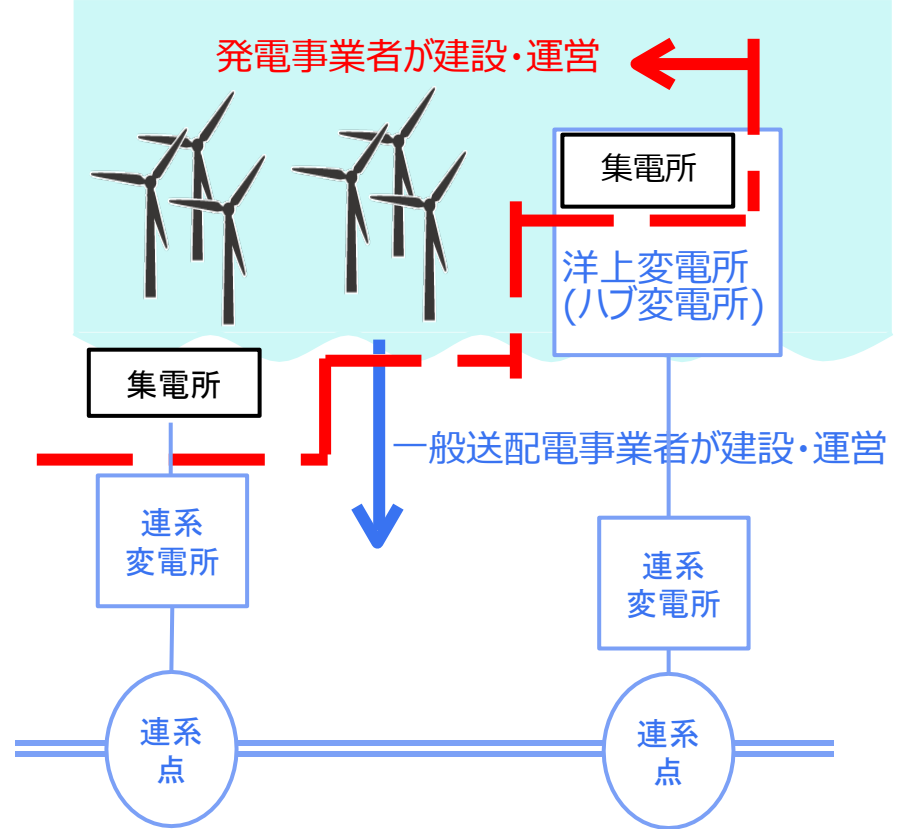 発電事業者が建設・運営
集電所
洋上変電所
(ハブ変電所)
集電所
一般送配電事業者が建設・運営
連系
変電所
連系
変電所
連系
点
連系
点